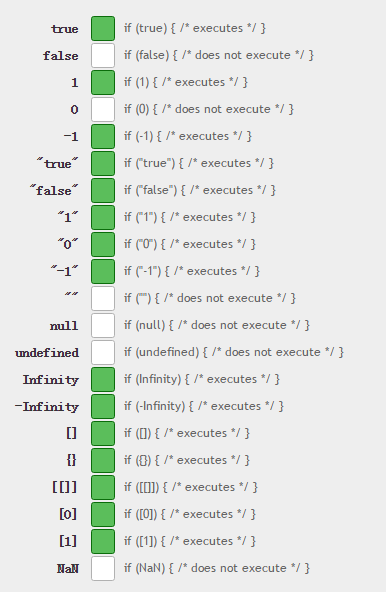 true if (true) { /* executes */ }
false if (false) { /* does not execute */ }
1 if (1) { /* executes */ }
0 if (0) { /* does not execute */ }
-1 if (-1) { /* executes */ }
"true" if ("true") { /* executes */ }
"false" if ("false") { /* executes */ }
"1" if ("1") { /* executes */ }
"0" if ("0") { /* executes */ }
"-1" if ("-1") { /* executes */ }
"" if ("") { /* does not execute */ }
null if (null) { /* does not execute */ }
undefined if (undefined) { /* does not execute */ }
Infinity if (Infinity) { /* executes */ }
-Infinity if (-Infinity) { /* executes */ }
[] if ([]) { /* executes */ }
{} if ({}) { /* executes */ }
[[]] if ([[]]) { /* executes */ }
[0] if ([0]) { /* executes */ }
[1] if ([1]) { /* executes */ }
NaN if (NaN) { /* does not execute */ }